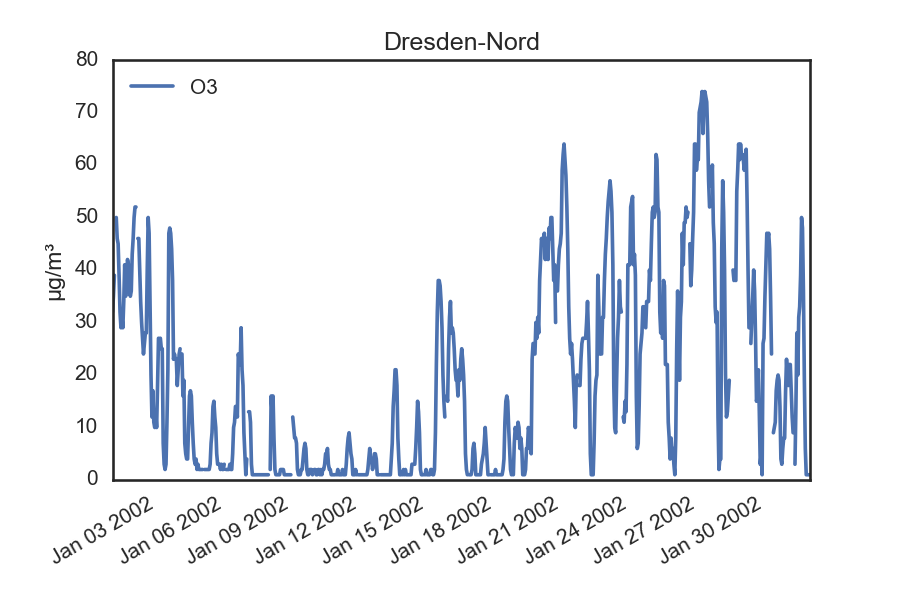 Dresden-Nord
O3
µg/m³
80
70
60
50
40
30
20
10
0
Jan 03 2002
Jan 06 2002
Jan 09 2002
Jan 12 2002
Jan 15 2002
Jan 18 2002
Jan 21 2002
Jan 24 2002
Jan 27 2002
Jan 30 2002